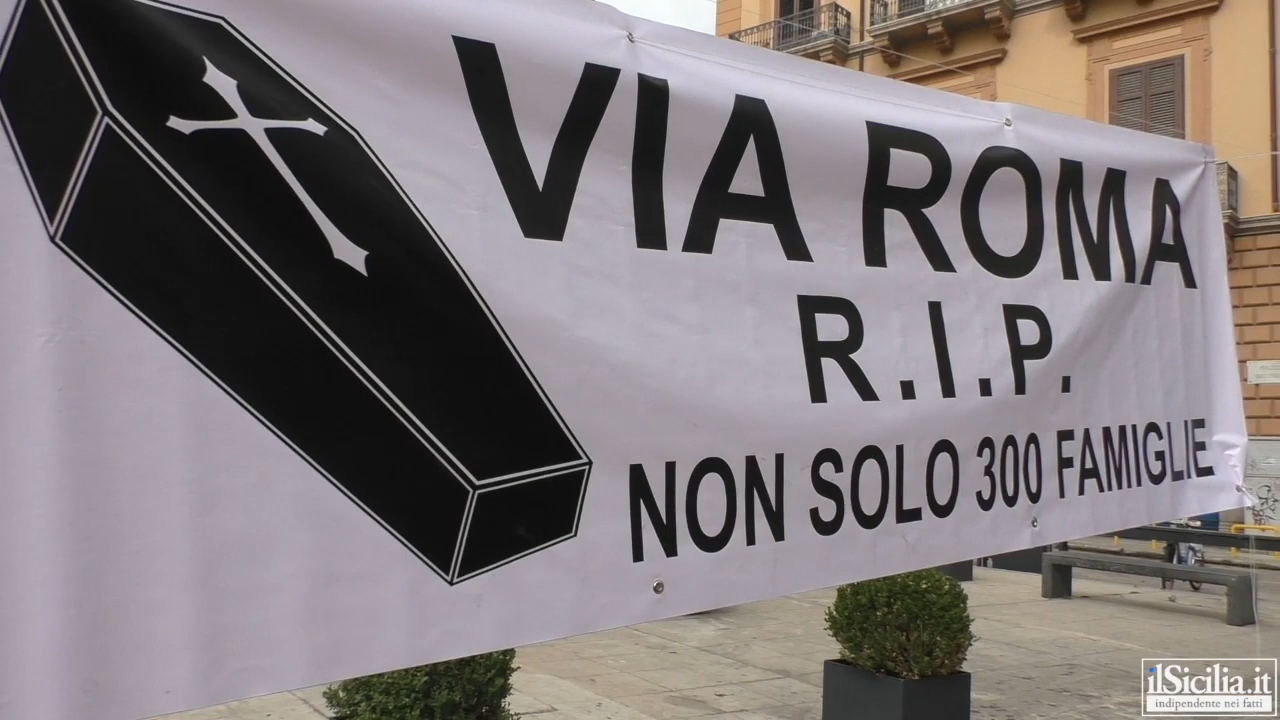 VIA ROMA
R.I.P.
NON SOLO 300 FAMIGLIE
ilSicilia.it
indipendente nei fatti